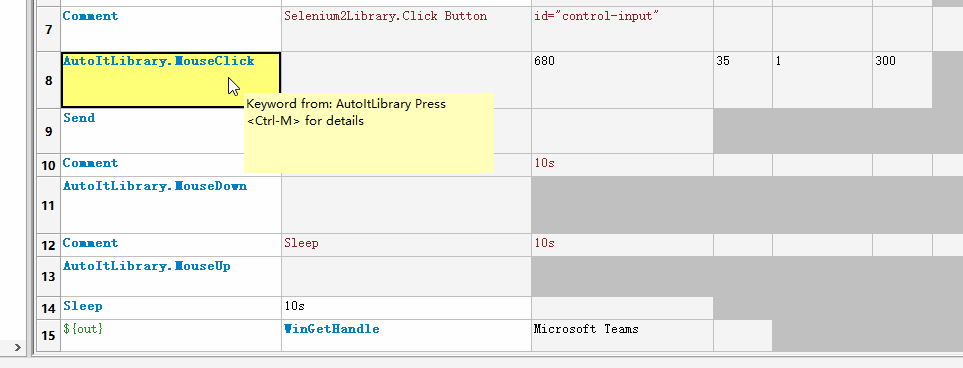 7 Comment Selenium2Library.Click Button id="control-input"
8 AutoItLibrary.MouseClick 680 35 1 300
Keyword from: AutoItLibrary Press
<Ctrl-M> for details
9 Send
10 Comment 10s
11 AutoItLibrary.MouseDown
12 Comment Sleep 10s
13 AutoItLibrary.MouseUp
14 Sleep 10s
15 ${out} WinGetHandle Microsoft Teams